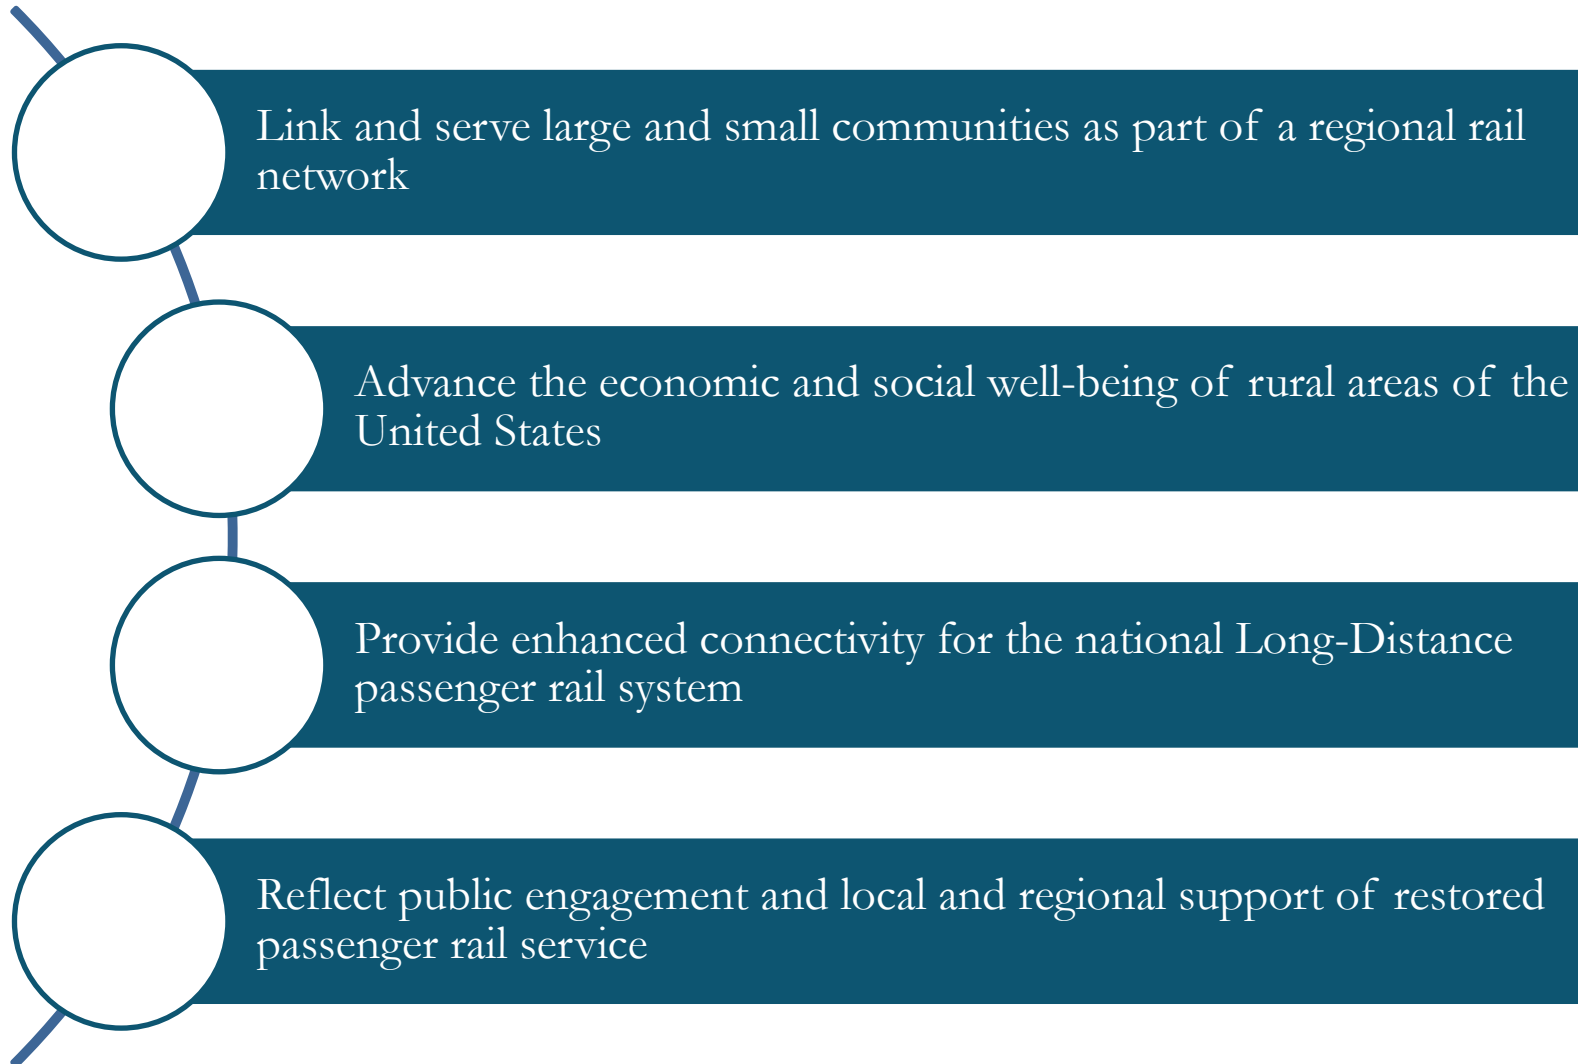 Link and serve large and small communities as part of a regional rail
network
Advance the economic and social well-being of rural areas of the
United States
Provide enhanced connectivity for the national Long-Distance
passenger rail system
Reflect public engagement and local and regional support of restored
passenger rail service